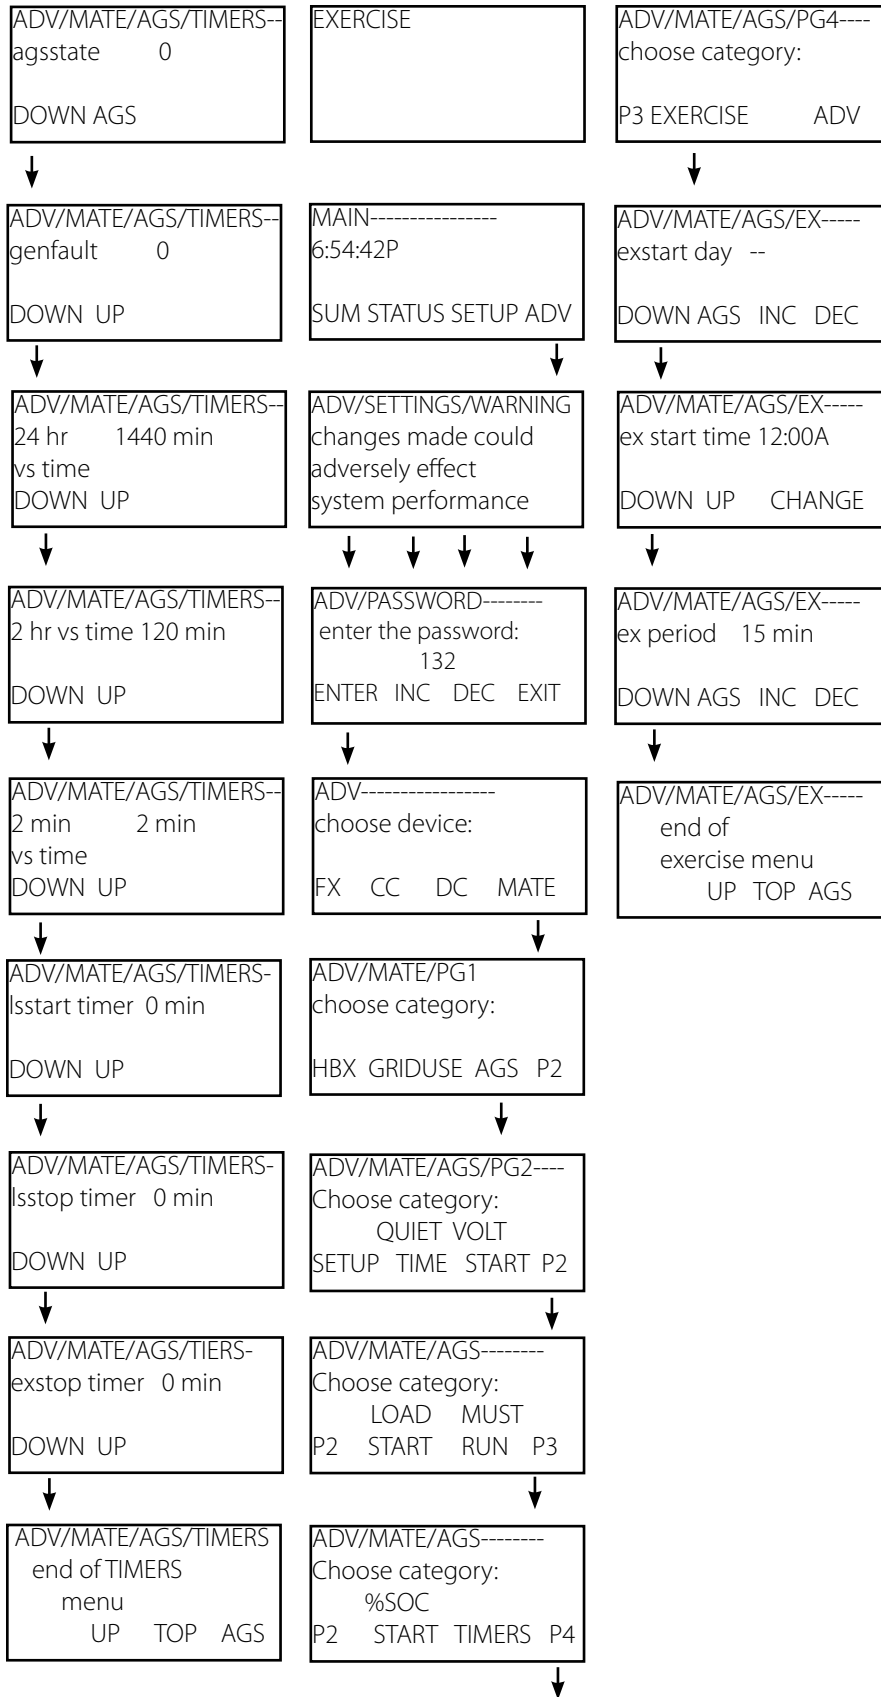 ADV/MATE/AGS/TIMERS--
agsstate 0
DOWN AGS
ADV/MATE/AGS/TIMERS--
genfault 0
DOWN UP
ADV/MATE/AGS/TIMERS--
24 hr 1440 min
vs time
DOWN UP
ADV/MATE/AGS/TIMERS--
2 hr vs time 120 min
DOWN UP
ADV/MATE/AGS/TIMERS--
2 min 2 min
vs time
DOWN UP
ADV/MATE/AGS/TIMERS-
lsstart timer 0 min
DOWN UP
ADV/MATE/AGS/TIMERS-
lsstop timer 0 min
DOWN UP
ADV/MATE/AGS/TIERS-
exstop timer 0 min
DOWN UP
ADV/MATE/AGS/TIMERS
end of TIMERS
menu
UP TOP AGS
EXERCISE
MAIN----------------
6:54:42P
SUM STATUS SETUP ADV
ADV/SETTINGS/WARNING
changes made could
adversely effect
system performance
ADV/PASSWORD--------
enter the password:
132
ENTER INC DEC EXIT
ADV-----------------
choose device:
FX CC DC MATE
ADV/MATE/PG1
choose category:
HBX GRIDUSE AGS P2
ADV/MATE/AGS/PG2----
Choose category:
QUIET VOLT
SETUP TIME START P2
ADV/MATE/AGS--------
Choose category:
LOAD MUST
P2 START RUN P3
ADV/MATE/AGS--------
Choose category:
%SOC
P2 START TIMERS P4
ADV/MATE/AGS/PG4----
choose category:
P3 EXERCISE ADV
ADV/MATE/AGS/EX-----
exstart day --
DOWN AGS INC DEC
ADV/MATE/AGS/EX-----
ex start time 12:00A
DOWN UP CHANGE
ADV/MATE/AGS/EX-----
ex period 15 min
DOWN AGS INC DEC
ADV/MATE/AGS/EX-----
end of
exercise menu
UP TOP AGS